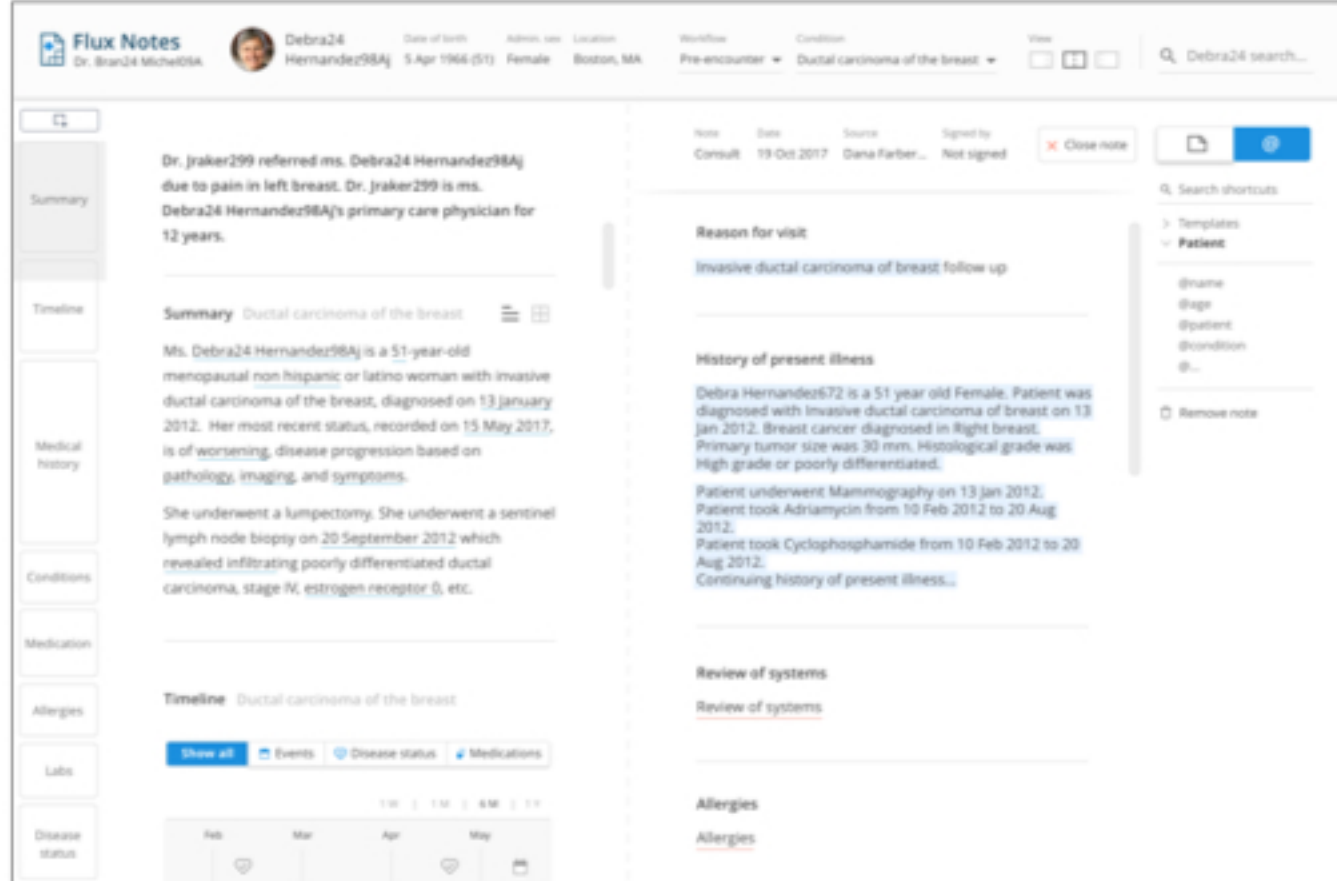 Flux Notes
Dr. Bran24 Michel05A
Debra24
Hernandez98Aj
Date of birth
5 Apr 1966 (51)
Admin. sex
Female
Location
Boston, MA
Workflow
Pre-encounter
Condition
Ductal carcinoma of the breast
View
Debra24 search...
Summary
Timeline
Medical
history
Conditions
Medication
Allergies
Labs
Disease
status
Dr. Jraker299 referred ms. Debra24 Hernandez98Aj
due to pain in left breast. Dr. Jraker299 is ms.
Debra24 Hernandez98Aj's primary care physician for
12 years.
Summary Ductal carcinoma of the breast
Ms. Debra24 Hernandez98Aj is a 51-year-old
menopausal non hispanic or latino woman with invasive
ductal carcinoma of the breast, diagnosed on 13 January
2012. Her most recent status, recorded on 15 May 2017,
is of worsening, disease progression based on
pathology, imaging, and symptoms.
She underwent a lumpectomy. She underwent a sentinel
lymph node biopsy on 20 September 2012 which
revealed infiltrating poorly differentiated ductal
carcinoma, stage IV, estrogen receptor 0, etc.
Timeline Ductal carcinoma of the breast
Show all
Events
Disease status
Medications
1 W | 1 M | 6 M | 1 Y
Feb Mar Apr May
Note
Consult
Date
19 Oct 2017
Source
Dana Farber...
Signed by
Not signed
Close note
Reason for visit
Invasive ductal carcinoma of breast follow up
History of present illness
Debra Hernandez672 is a 51 year old Female. Patient was
diagnosed with Invasive ductal carcinoma of breast on 13
Jan 2012. Breast cancer diagnosed in Right breast.
Primary tumor size was 30 mm. Histological grade was
High grade or poorly differentiated.
Patient underwent Mammography on 13 Jan 2012.
Patient took Adriamycin from 10 Feb 2012 to 20 Aug
2012.
Patient took Cyclophosphamide from 10 Feb 2012 to 20
Aug 2012.
Continuing history of present illness...
Review of systems
Review of systems
Allergies
Allergies
@
Search shortcuts
Templates
Patient
@name
@age
@patient
@condition
@...
Remove note